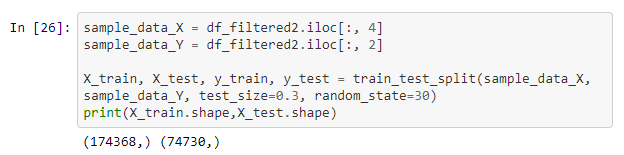 In [26]: sample_data_X = df_filtered2.iloc[:, 4]
sample_data_Y = df_filtered2.iloc[:, 2]
X_train, X_test, y_train, y_test = train_test_split(sample_data_X,
sample_data_Y, test_size=0.3, random_state=30)
print(X_train.shape,X_test.shape)
(174368,) (74730,)